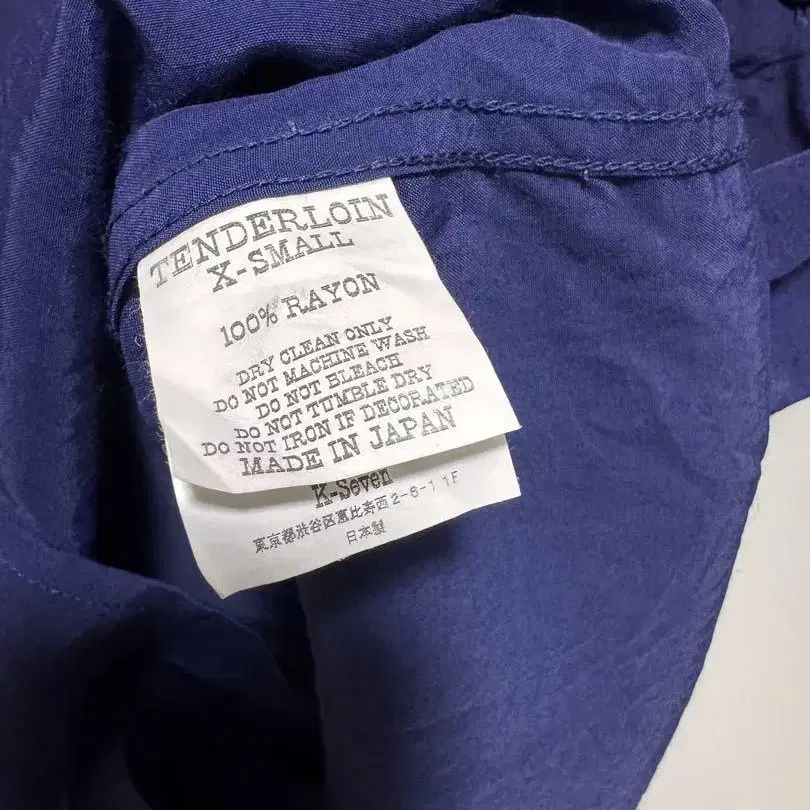 TENDERLOIN
X-SMALL
100% RAYON
DRY CLEAN ONLY
DO NOT MACHINE WASH
DO NOT BLEACH
DO NOT TUMBLE DRY
DO NOT IRON IF DECORATED
MADE IN JAPAN
K-Seven
東京都渋谷区恵比寿西2-6-1 1F
日本製